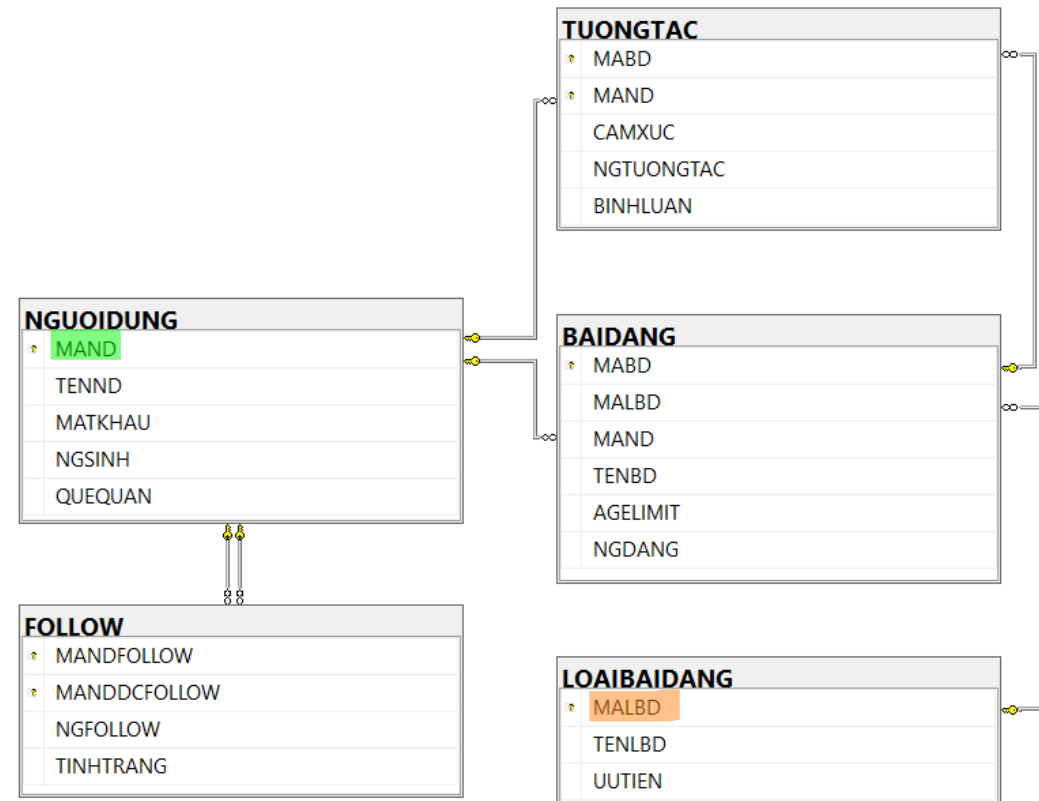 TUONGTAC
MABD
MAND
CAMXUC
NGTUONGTAC
BINHLUAN
NGUOIDUNG
MAND
TENND
MATKHAU
NGSINH
QUEQUAN
BAIDANG
MABD
MALBD
MAND
TENBD
AGELIMIT
NGDANG
FOLLOW
MANDFOLLOW
MANDDCFOLLOW
NGFOLLOW
TINHTRANG
LOAIBAIDANG
MALBD
TENLBD
UUTIEN